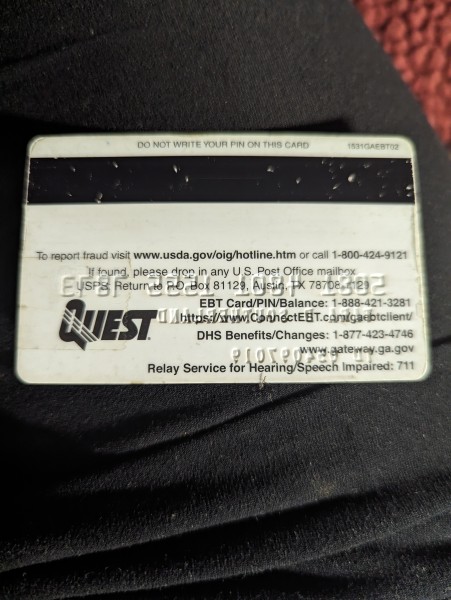 DO NOT WRITE YOUR PIN ON THIS CARD 1531GAEBT02
To report fraud visit www.usda.gov/oig/hotline.htm or call 1-800-424-9121
If found, please drop in any U.S. Post Office mailbox
USPS: Return to P.O. Box 81129, Austin, TX
EBT Card/PIN/Balance: 1-888-421-3281
QUEST
https://www.ConnectEBT.com/gaebtclient/
DHS Benefits/Changes: 1-877-423-4746
www.gateway.ga.gov
Relay Service for Hearing/Speech Impaired: 711